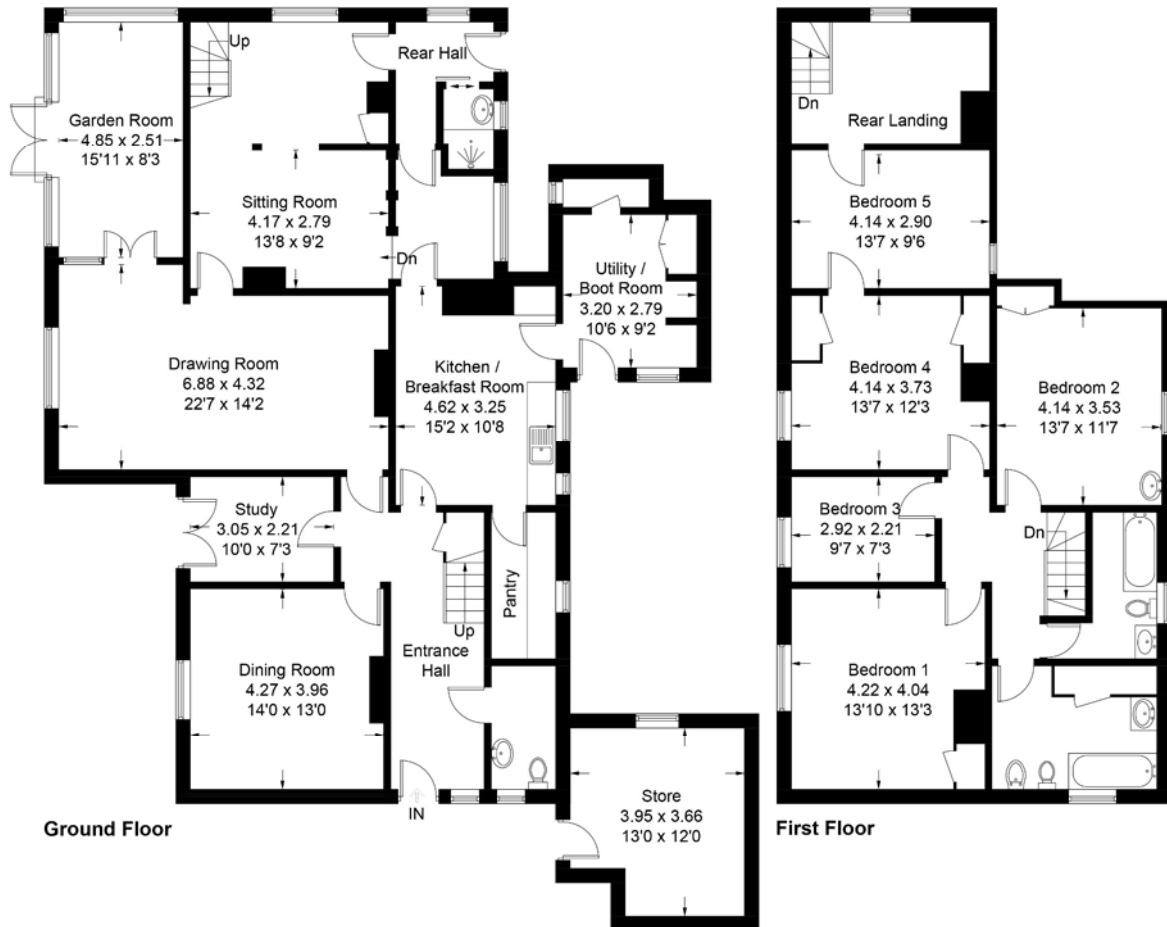 Up
Rear Hall
Garden Room
4.85 x 2.51
15'11 x 8'3
Sitting Room
4.17 x 2.79
13'8 x 9'2
Dn
Utility /
Boot Room
3.20 x 2.79
10'6 x 9'2
Drawing Room
6.88 x 4.32
22'7 x 14'2
Kitchen /
Breakfast Room
4.62 x 3.25
15'2 x 10'8
Study
3.05 x 2.21
10'0 x 7'3
Pantry
Up
Entrance
Hall
Dining Room
4.27 x 3.96
14'0 x 13'0
IN
Store
3.95 x 3.66
13'0 x 12'0
Ground Floor
Dn
Rear Landing
Bedroom 5
4.14 x 2.90
13'7 x 9'6
Bedroom 4
4.14 x 3.73
13'7 x 12'3
Bedroom 2
4.14 x 3.53
13'7 x 11'7
Bedroom 3
2.92 x 2.21
9'7 x 7'3
Dn
Bedroom 1
4.22 x 4.04
13'10 x 13'3
First Floor